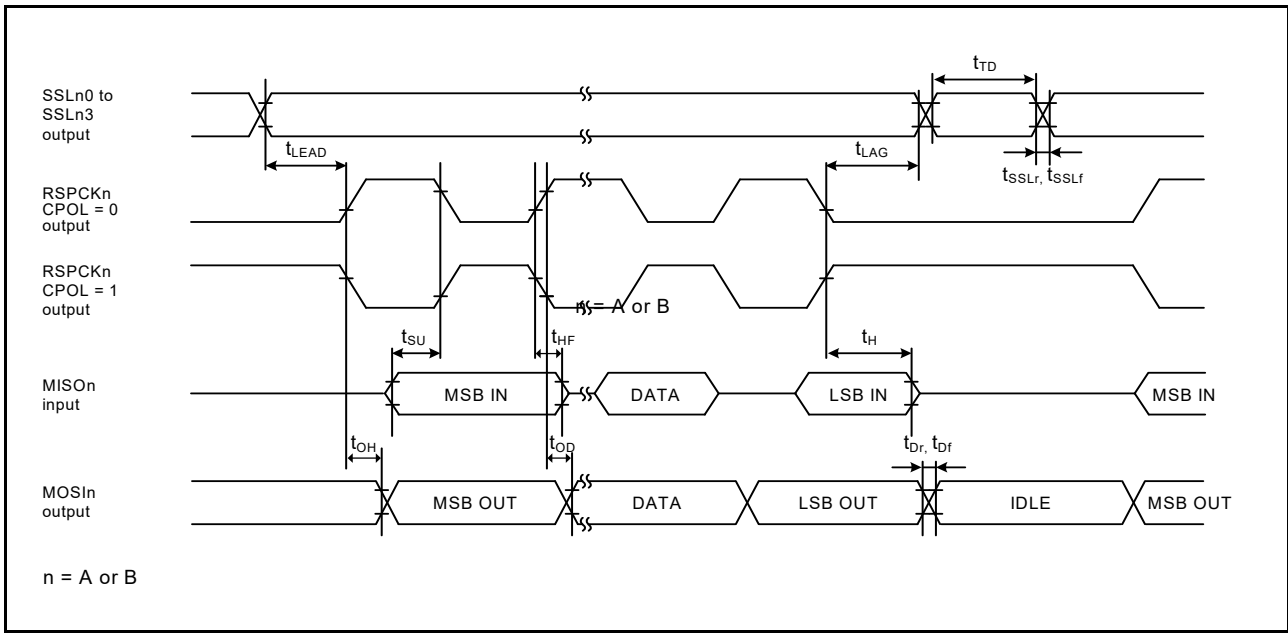 tTD
SSLn0 to
SSLn3
output
tLEAD
tLAG
tSSLr, tSSLf
RSPCKn
CPOL = 0
output
RSPCKn
CPOL = 1
output
n = A or B
tSU
tHF
tH
MISOn
input
MSB IN
DATA
LSB IN
MSB IN
tOH
tOD
tDr, tDf
MOSIn
output
MSB OUT
DATA
LSB OUT
IDLE
MSB OUT
n = A or B